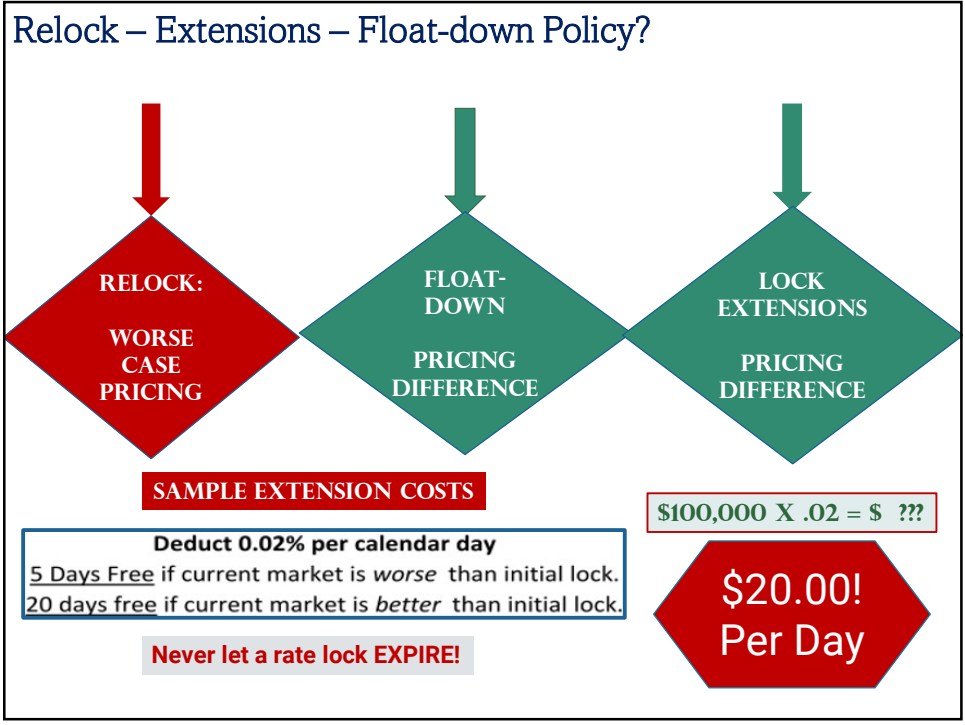 Relock – Extensions – Float-down Policy?
RELOCK:
WORSE
CASE
PRICING
FLOAT-
DOWN
PRICING
DIFFERENCE
LOCK
EXTENSIONS
PRICING
DIFFERENCE
SAMPLE EXTENSION COSTS
Deduct 0.02% per calendar day
5 Days Free if current market is worse than initial lock.
20 days free if current market is better than initial lock.
Never let a rate lock EXPIRE!
$100,000 X .02 = $ ???
$20.00!
Per Day